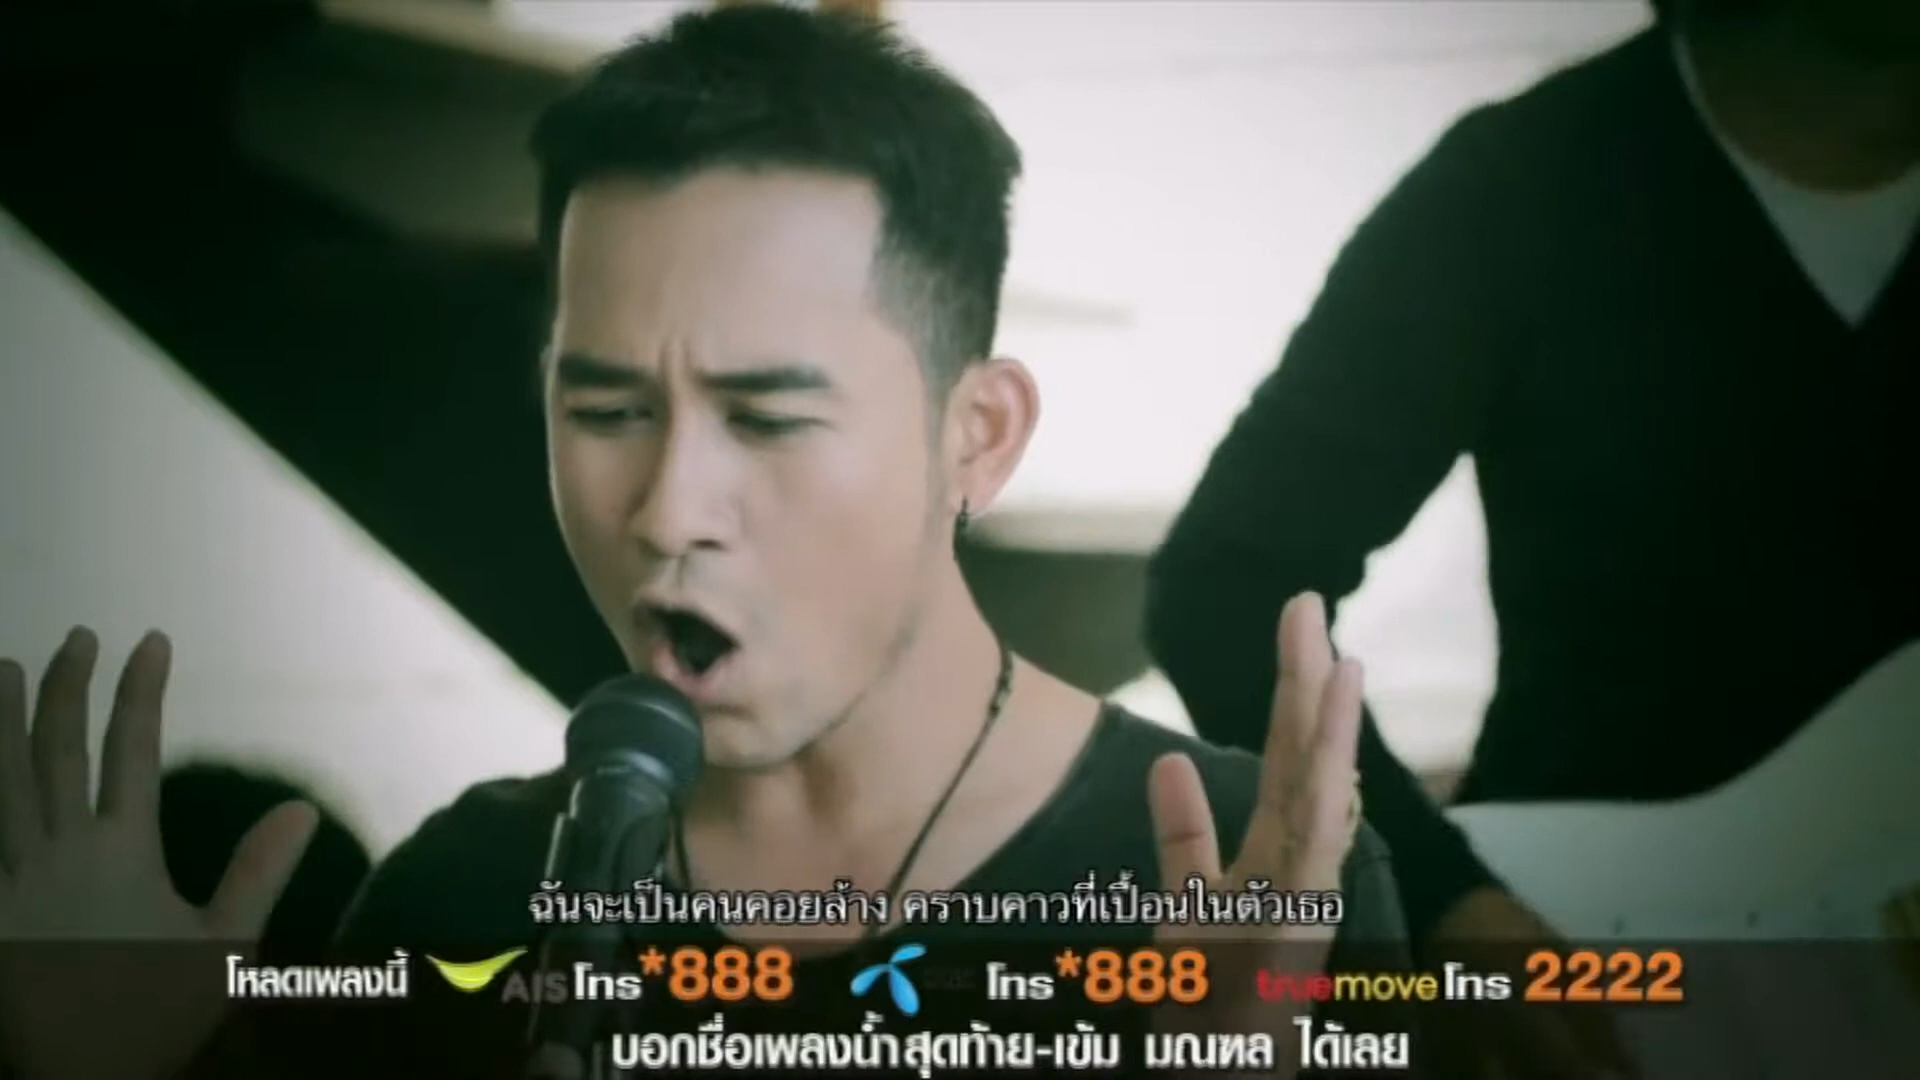 ฉันจะเป็นคนคอยล้าง คราบคาวที่เปื้อนในตัวเธอ
โหลดเพลงนี้ AIS โทร *888 dtac โทร *888 truemove โทร 2222
บอกชื่อเพลงน้ำสุดท้าย-เข้ม มณฑล ได้เลย